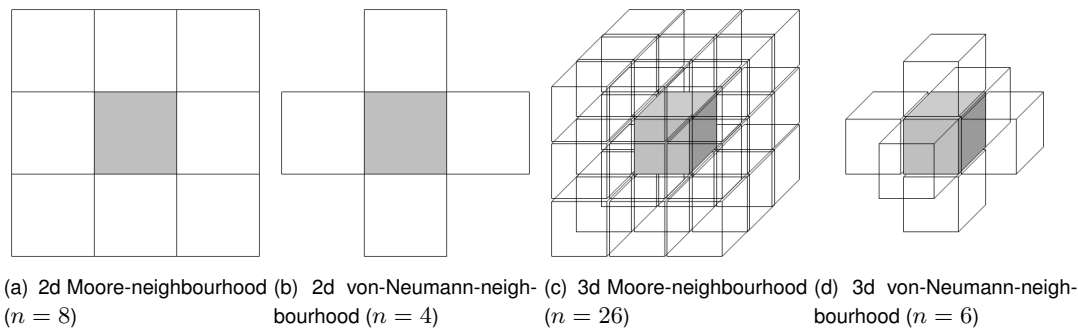 (a) 2d Moore-neighbourhood
(n = 8)
(b) 2d von-Neumann-neigh-
bourhood (n = 4)
(c) 3d Moore-neighbourhood
(n = 26)
(d) 3d von-Neumann-neigh-
bourhood (n = 6)